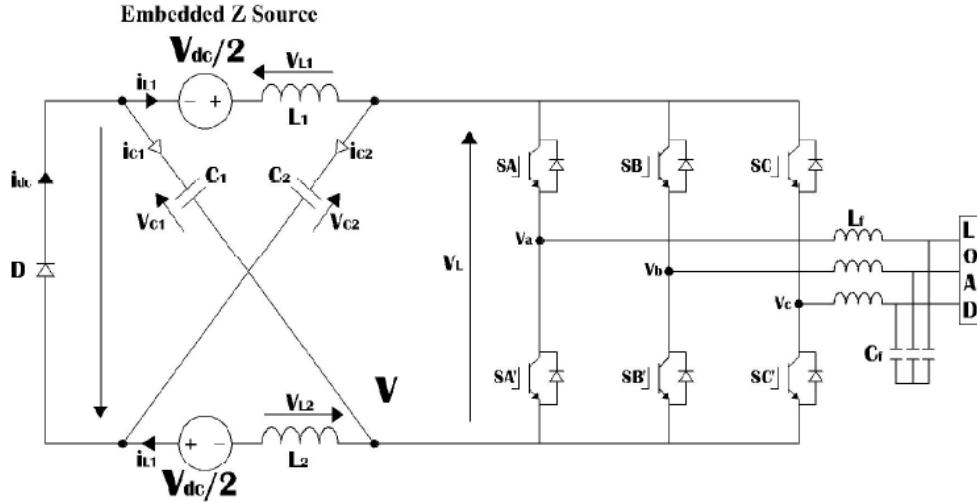 Embedded Z Source
Vdc/2
VL1
iL1
L1
iC1
iC2
SA
SB
SC
C1
C2
idc
VC1
VC2
Lf
L
O
A
D
Va
VL
D
Vb
Vc
Cf
V
SA'
SB'
SC'
VL2
iL1
L2
Vdc/2